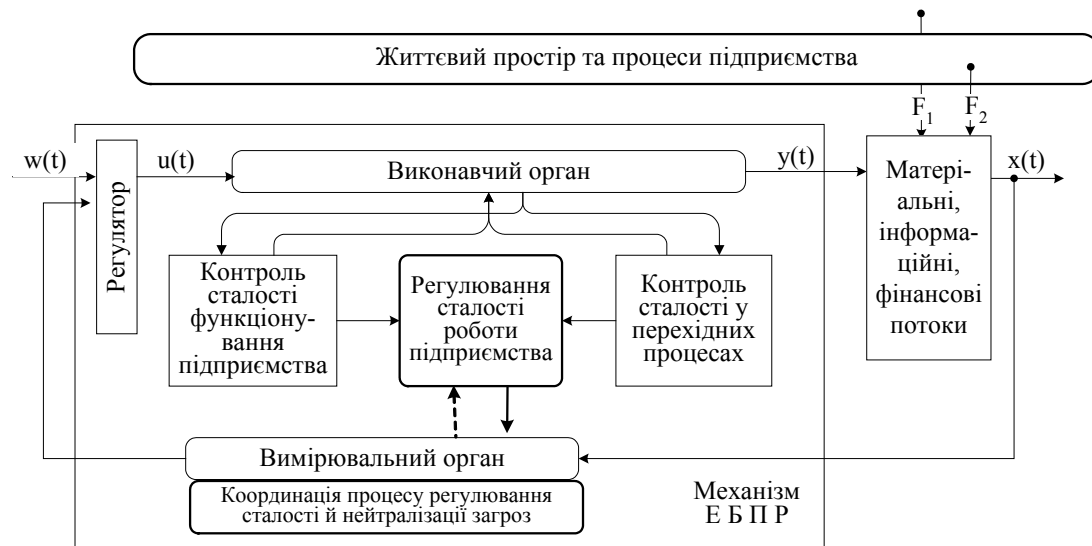 Життєвий простір та процеси підприємства
F1
F2
w(t)
Регулятор
u(t)
Виконавчий орган
y(t)
Матері-
альні,
інформа-
ційні,
фінансові
потоки
x(t)
Контроль
сталості
функціону-
вання
підприємства
Регулювання
сталості
роботи
підприємства
Контроль
сталості у
перехідних
процесах
Вимірювальний орган
Координація процесу регулювання
сталості й нейтралізації загроз
Механізм
Е Б П Р